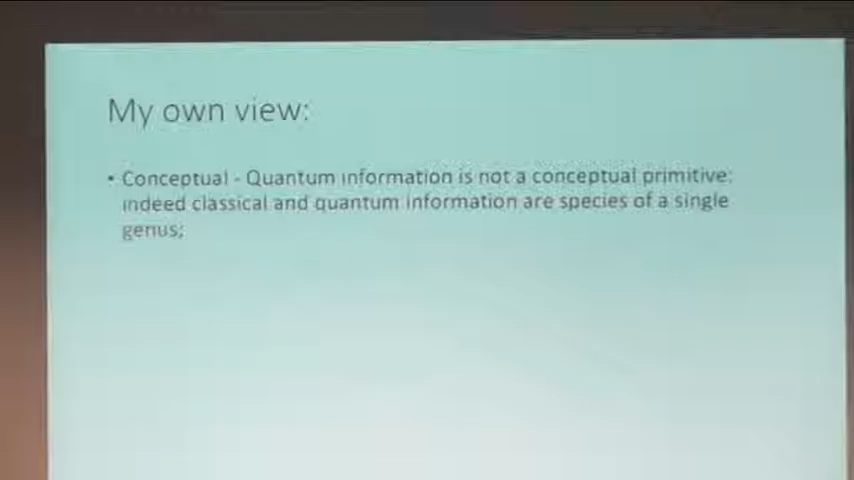 My own view:
• Conceptual - Quantum information is not a conceptual primitive;
indeed classical and quantum information are species of a single
genus;